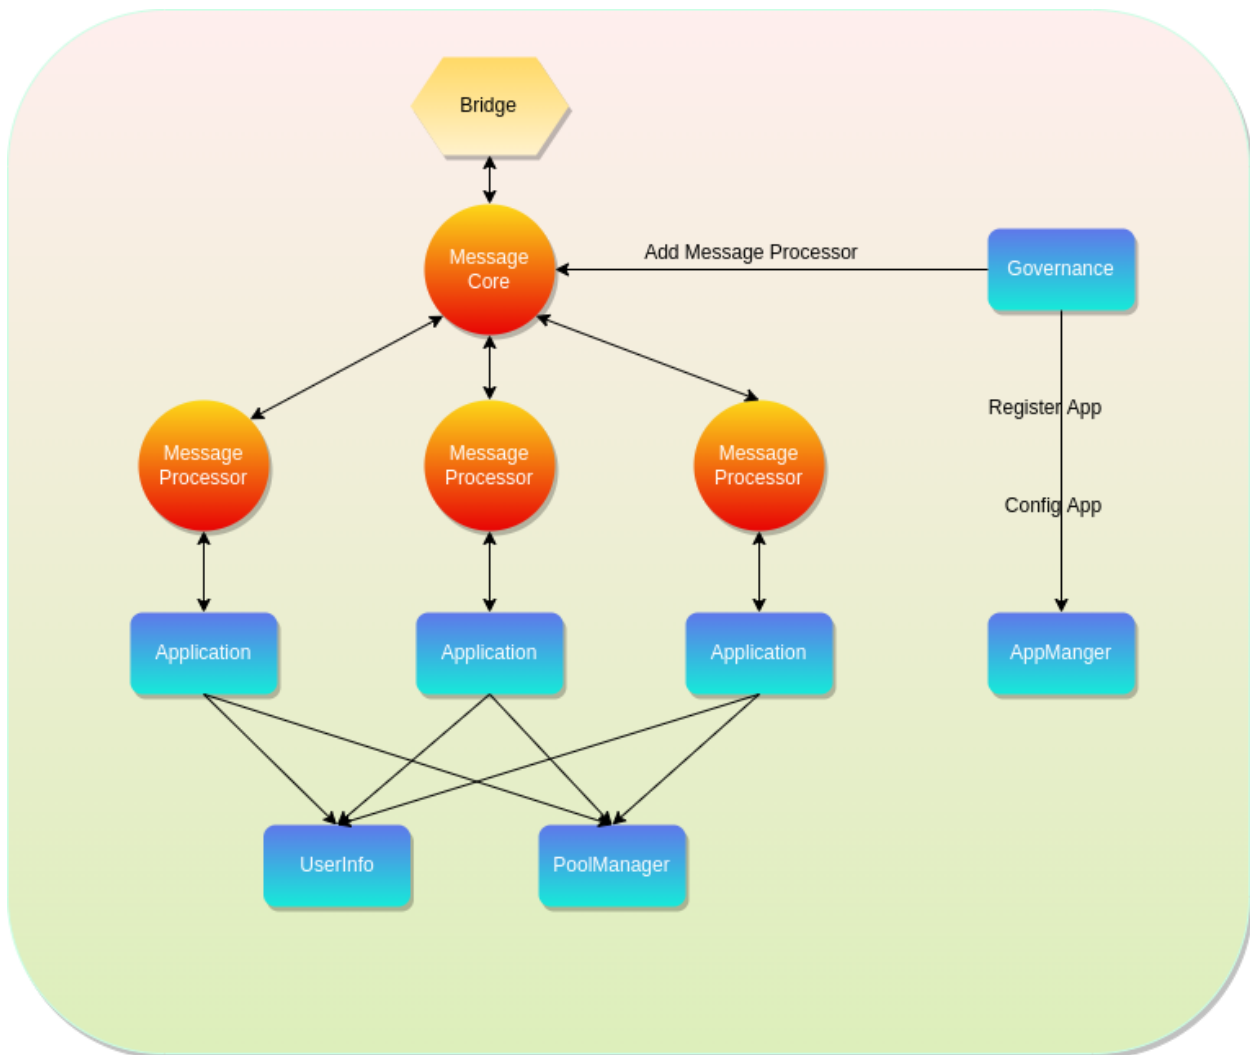 Bridge
Message
Core
Add Message Processor
Governance
Register App
Message
Processor
Message
Processor
Message
Processor
Config App
Application
Application
Application
AppManger
UserInfo
PoolManager